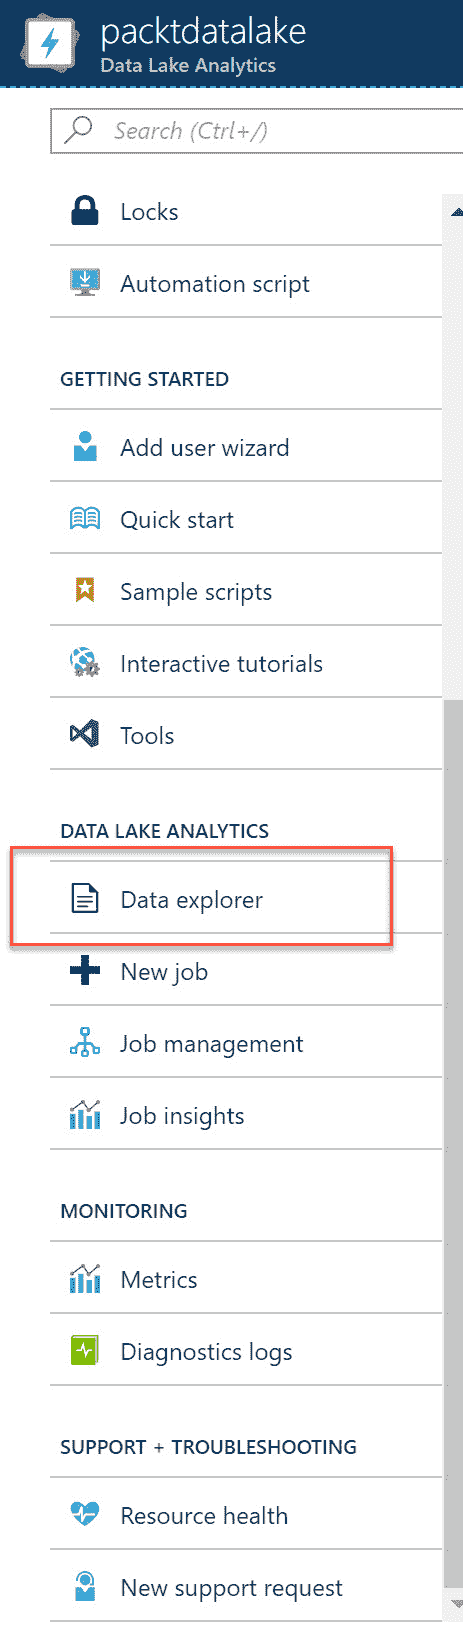 packtdatalake
Data Lake Analytics
Search (Ctrl+/)
Locks
Automation script
GETTING STARTED
Add user wizard
Quick start
Sample scripts
Interactive tutorials
Tools
DATA LAKE ANALYTICS
Data explorer
New job
Job management
Job insights
MONITORING
Metrics
Diagnostics logs
SUPPORT + TROUBLESHOOTING
Resource health
New support request